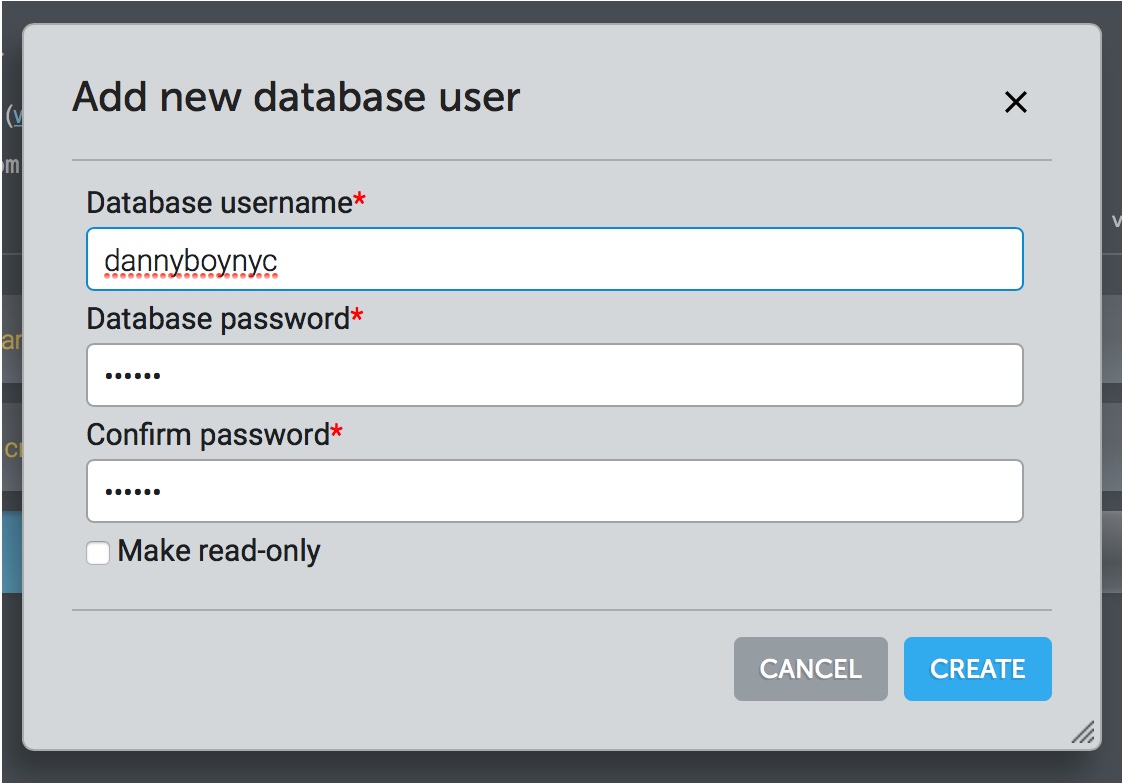 Add new database user
Database username*
dannyboynyc
Database password*
••••••
Confirm password*
••••••
Make read-only
CANCEL
CREATE